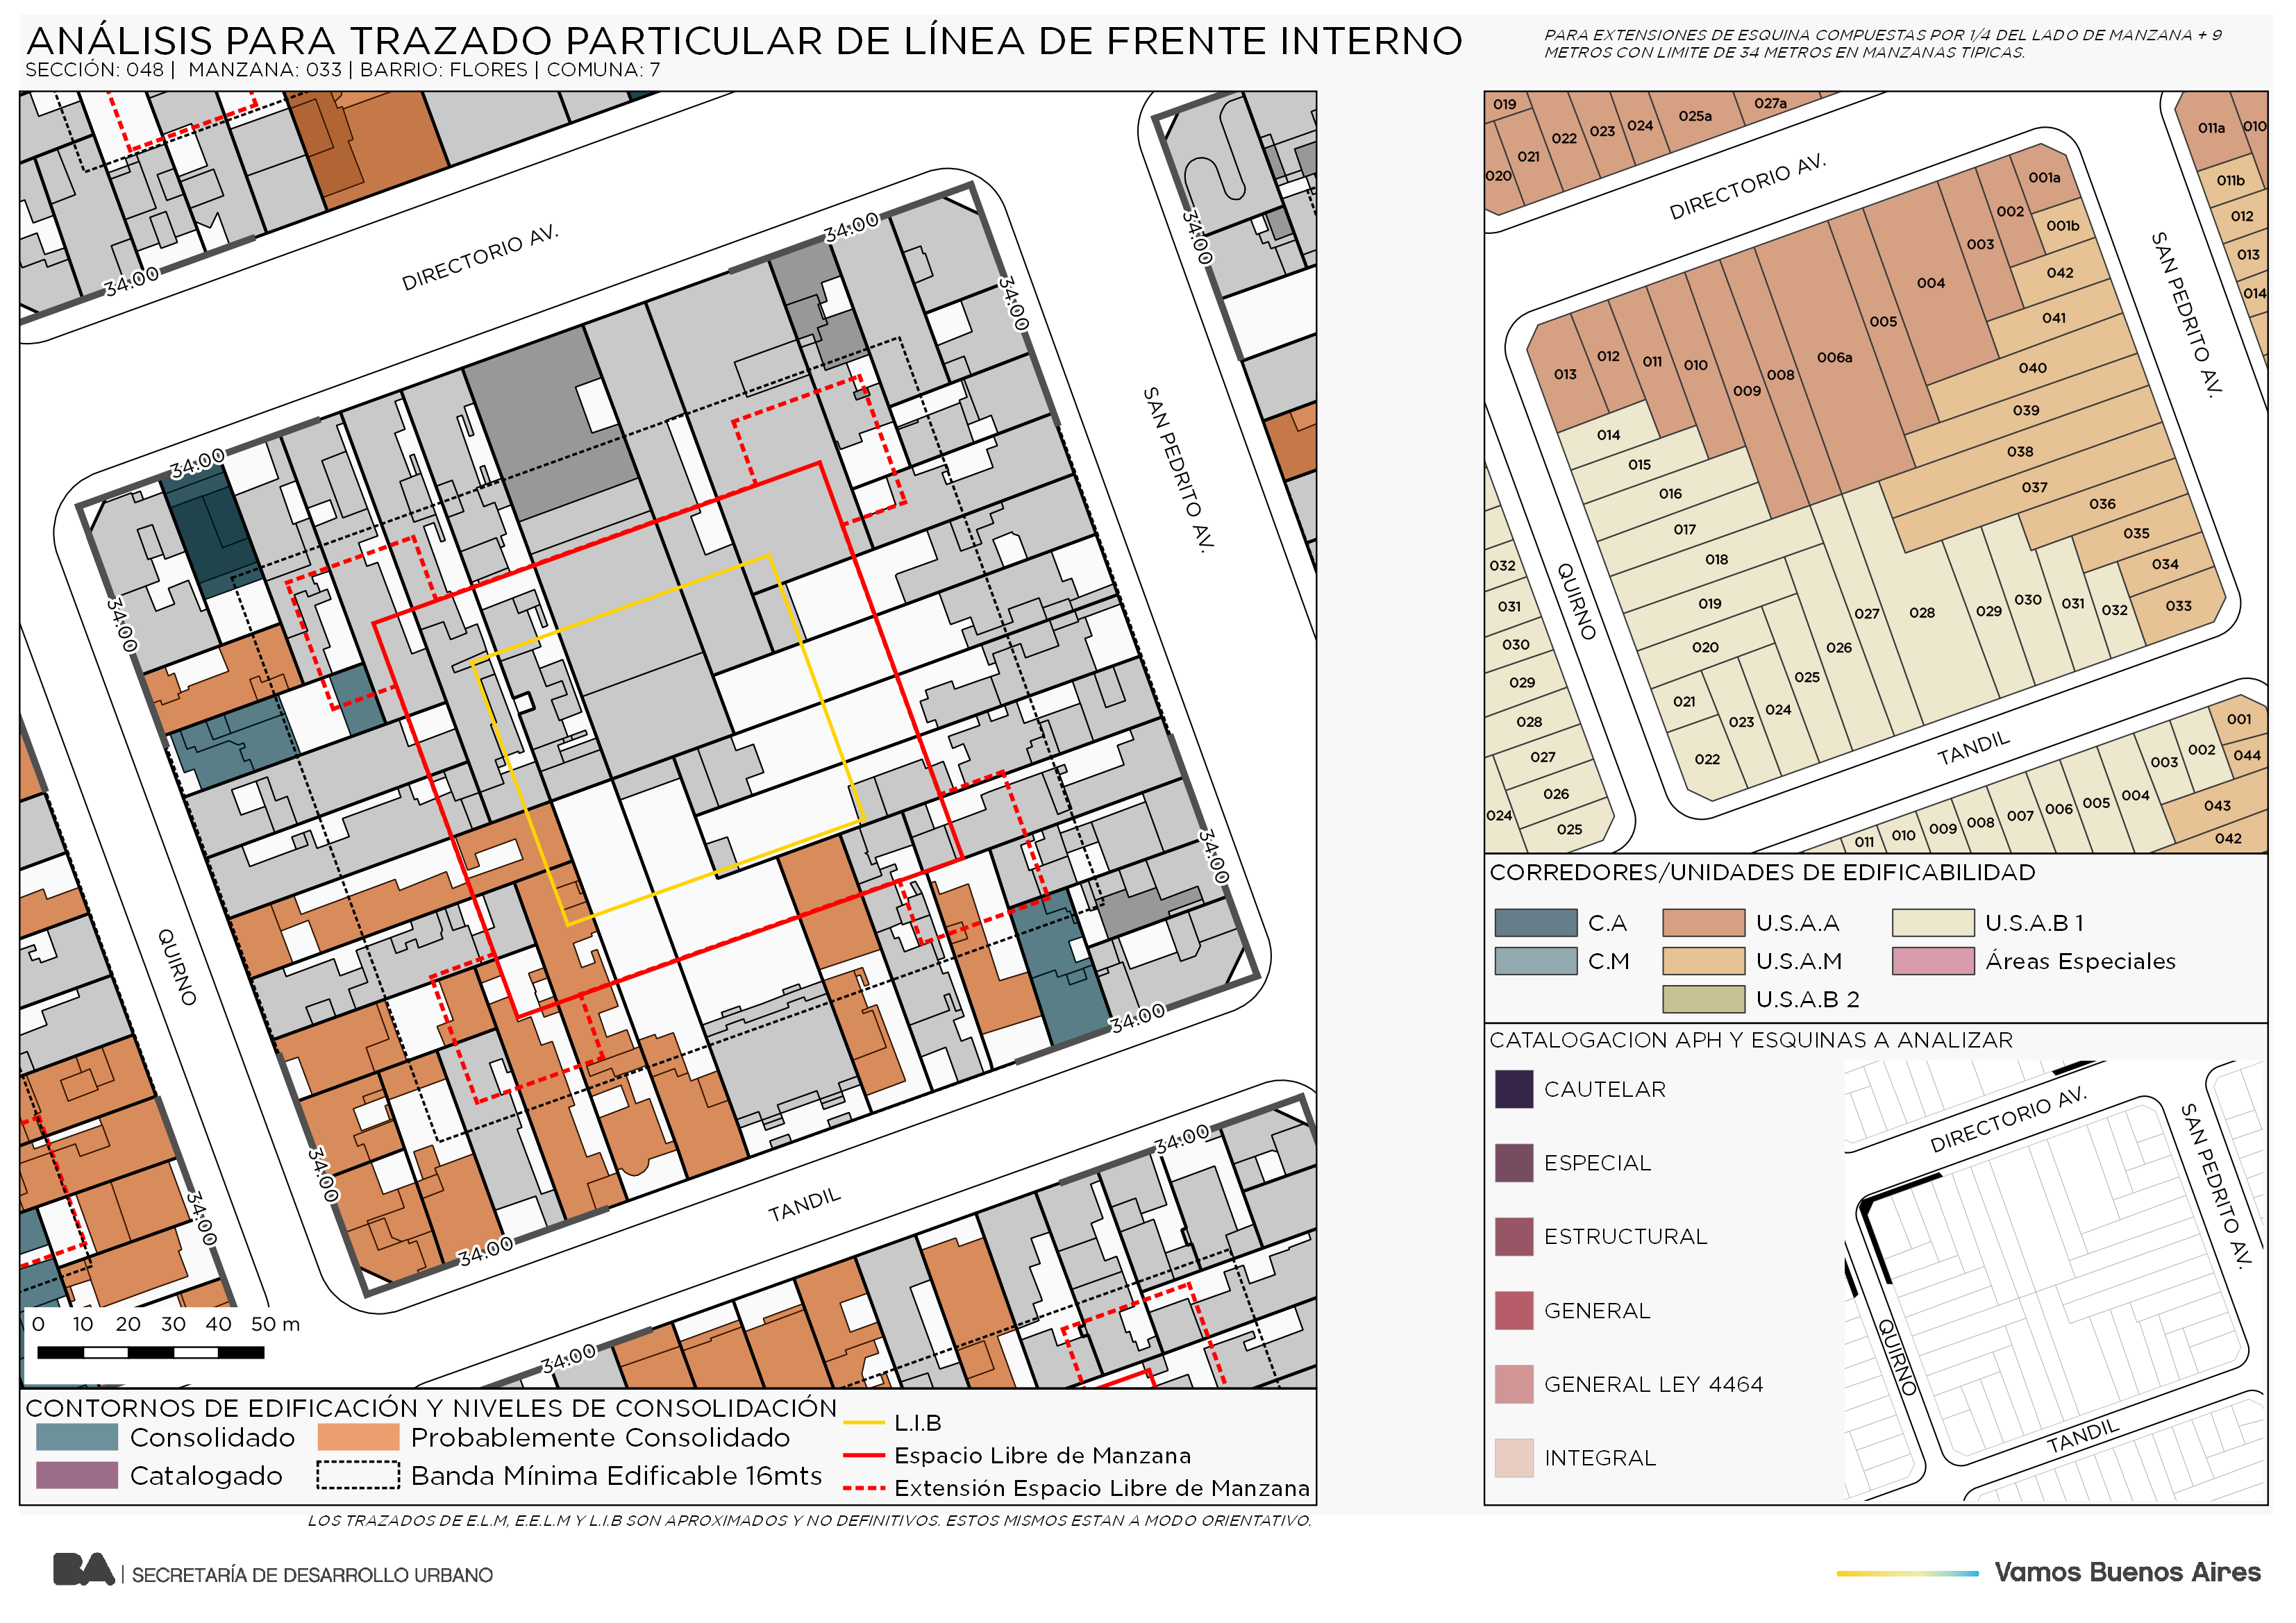 ANÁLISIS PARA TRAZADO PARTICULAR DE LÍNEA DE FRENTE INTERNO
SECCIÓN: 048 | MANZANA: 033 | BARRIO: FLORES | COMUNA: 7
PARA EXTENSIONES DE ESQUINA COMPUESTAS POR 1/4 DEL LADO DE MANZANA + 9
METROS CON LIMITE DE 34 METROS EN MANZANAS TIPICAS.
34:00
DIRECTORIO AV.
34:00
34:00
34:00
SAN PEDRITO AV.
34:00
34:00
QUIRNO
34:00
34:00
34:00
34:00
34:00
TANDIL
34:00
34:00
0 10 20 30 40 50 m
CONTORNOS DE EDIFICACIÓN Y NIVELES DE CONSOLIDACIÓN
Consolidado
Probablemente Consolidado
Catalogado
Banda Mínima Edificable 16mts
L.I.B
Espacio Libre de Manzana
Extensión Espacio Libre de Manzana
LOS TRAZADOS DE E.L.M, E.E.L.M Y L.I.B SON APROXIMADOS Y NO DEFINITIVOS. ESTOS MISMOS ESTAN A MODO ORIENTATIVO.
019
020
021
022
023
024
025a
027a
DIRECTORIO AV.
011a
010
011b
012
013
014
SAN PEDRITO AV.
001a
001b
002
003
004
005
006a
008
009
010
011
012
013
014
015
016
017
018
019
020
021
022
023
024
025
026
027
028
029
030
031
032
033
034
035
036
037
038
039
040
041
042
QUIRNO
032
031
030
029
028
027
026
025
024
TANDIL
001
044
002
003
004
005
006
007
008
009
010
011
043
042
CORREDORES/UNIDADES DE EDIFICABILIDAD
C.A
U.S.A.A
U.S.A.B 1
C.M
U.S.A.M
Áreas Especiales
U.S.A.B 2
CATALOGACION APH Y ESQUINAS A ANALIZAR
CAUTELAR
ESPECIAL
ESTRUCTURAL
GENERAL
GENERAL LEY 4464
INTEGRAL
DIRECTORIO AV.
SAN PEDRITO AV.
QUIRNO
TANDIL
BA | SECRETARÍA DE DESARROLLO URBANO
Vamos Buenos Aires